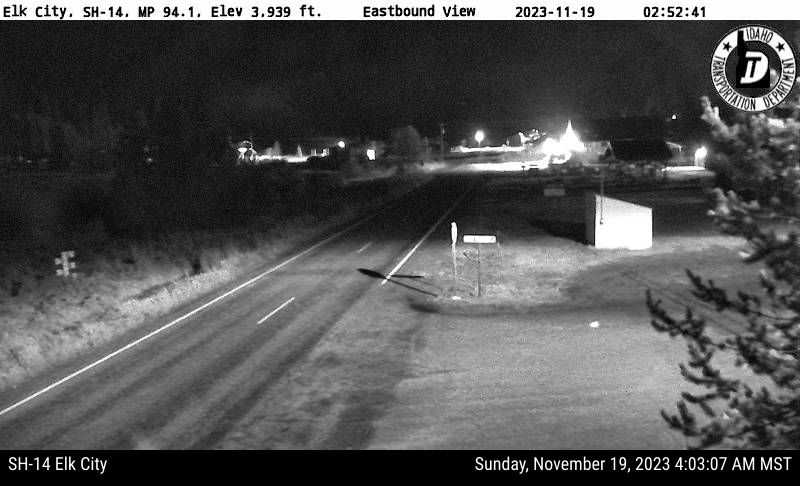 Elk City, SH-14, MP 94.1, Elev 3,939 ft. Eastbound View 2023-11-19 02:52:41
IDAHO
TRANSPORTATION DEPARTMENT
SH-14 Elk City Sunday, November 19, 2023 4:03:07 AM MST